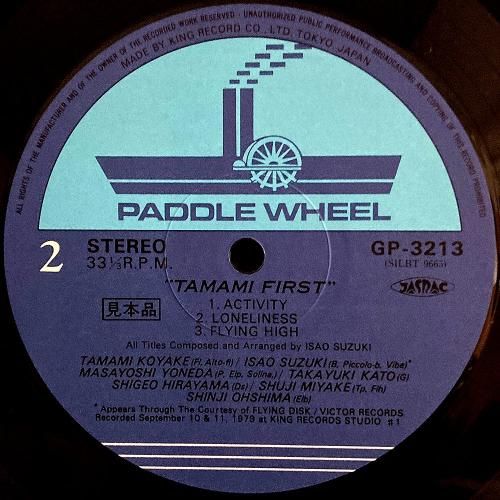 ALL RIGHTS OF THE MANUFACTURER AND OF THE OWNER OF THE RECORDED WORK RESERVED · UNAUTHORIZED PUBLIC PERFORMANCE BROADCASTING AND COPYING OF THIS RECORD PROHIBITED
MADE BY KING RECORD CO., LTD. TOKYO, JAPAN
PADDLE WHEEL
2
STEREO
33⅓R.P.M.
GP-3213
(SILBT 9665)
JASRAC
"TAMAMI FIRST"
見本品
1. ACTIVITY
2. LONELINESS
3. FLYING HIGH
All Titles Composed and Arranged by ISAO SUZUKI
TAMAMI KOYAKE(Fl, Alto-fl) / ISAO SUZUKI(B, Piccolo-b, Vibe)*
MASAYOSHI YONEDA(P, Elp, Solina,) / TAKAYUKI KATO(G)
SHIGEO HIRAYAMA(Ds) / SHUJI MIYAKE(Tp, Flh)
SHINJI OHSHIMA(Elb)
* Appears Through The Courtesy of FLYING DISK / VICTOR RECORDS
Recorded September 10 & 11, 1979 at KING RECORDS STUDIO #1